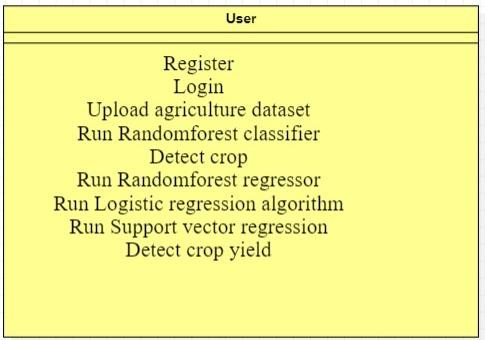 User
Register
Login
Upload agriculture dataset
Run Randomforest classifier
Detect crop
Run Randomforest regressor
Run Logistic regression algorithm
Run Support vector regression
Detect crop yield